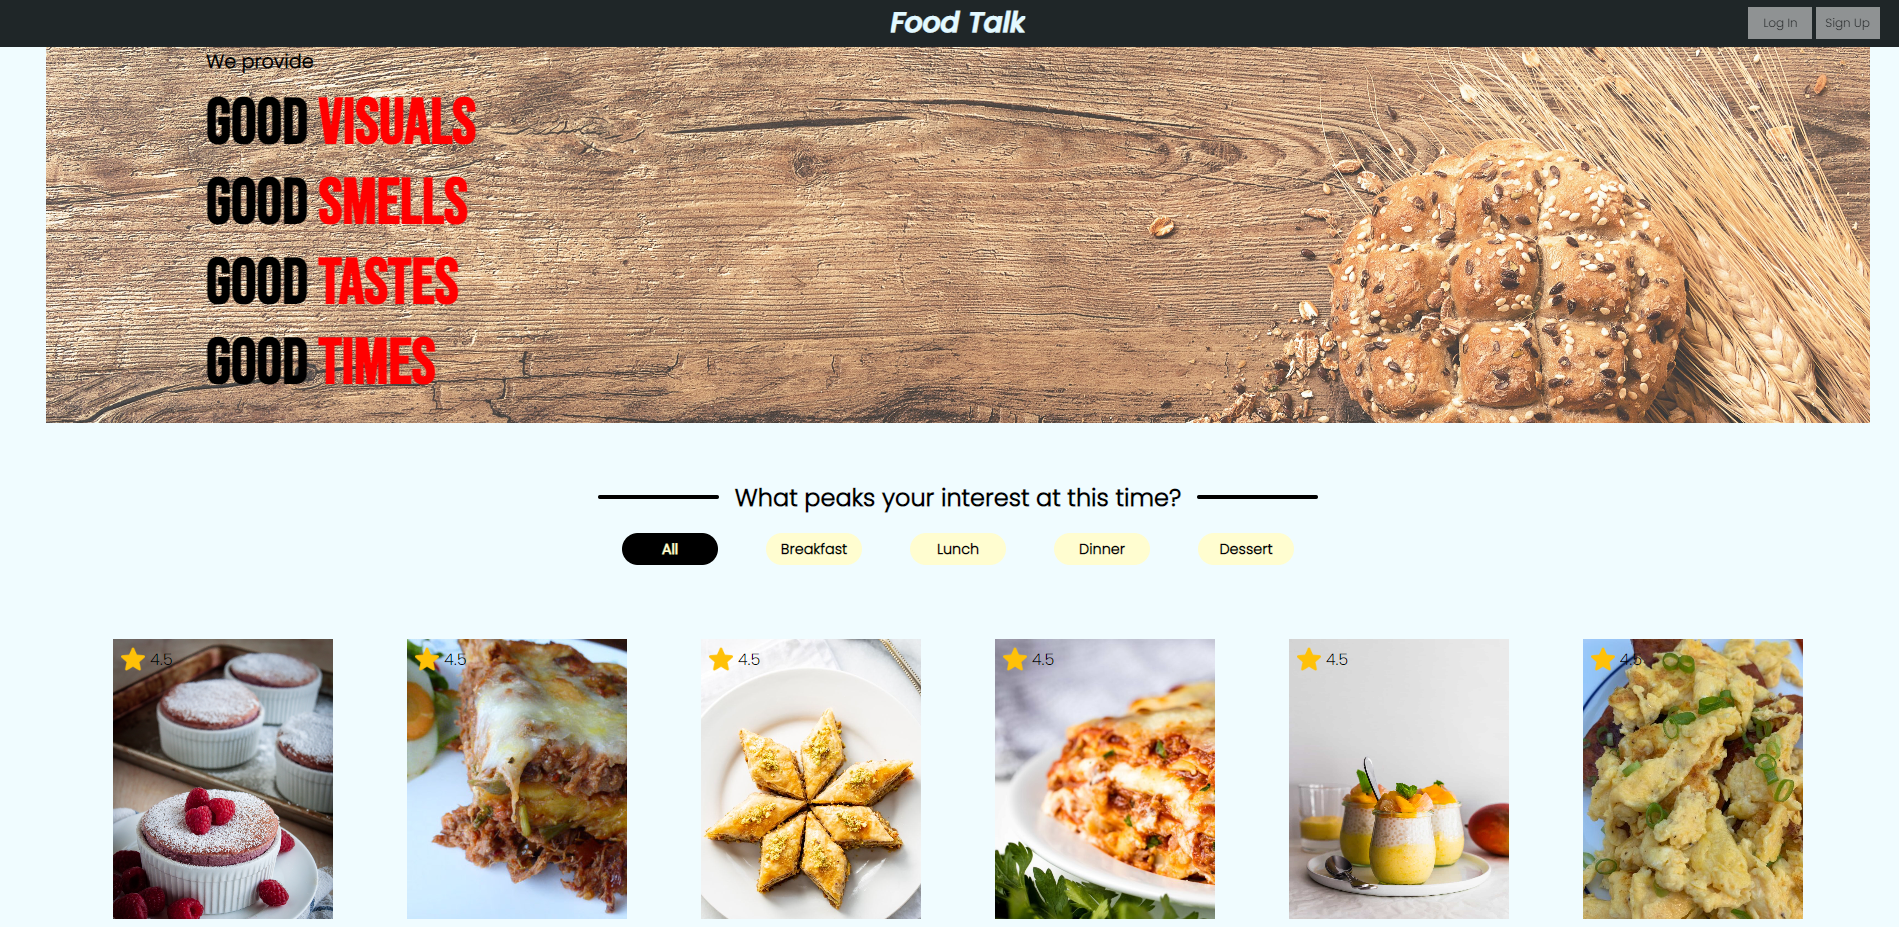 Food Talk
Log In
Sign Up
We provide
GOOD VISUALS
GOOD SMELLS
GOOD TASTES
GOOD TIMES
What peaks your interest at this time?
All
Breakfast
Lunch
Dinner
Dessert
4.5
4.5
4.5
4.5
4.5
4.5